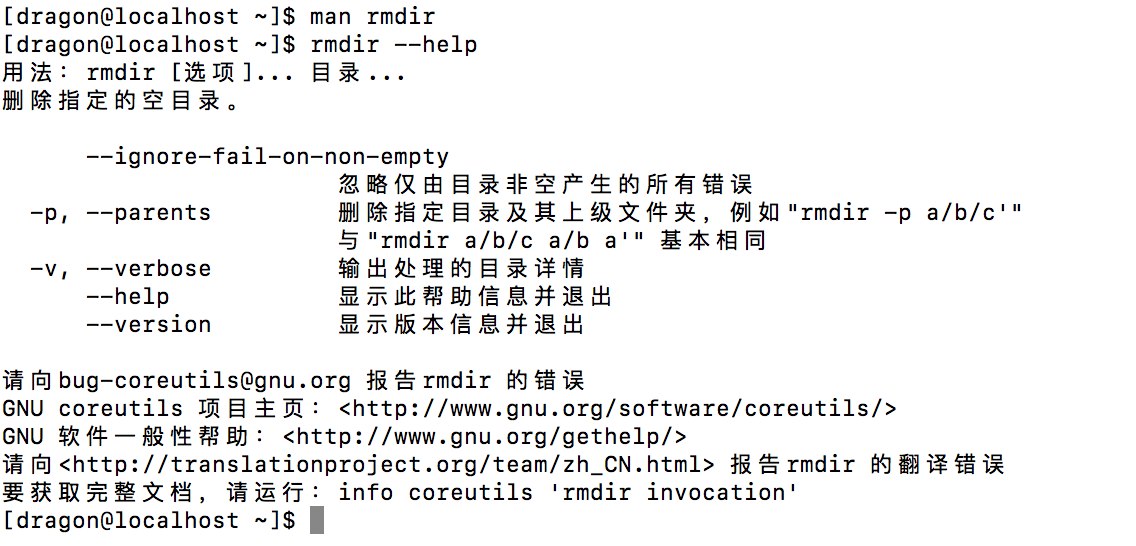 [dragon@localhost ~]$ man rmdir
[dragon@localhost ~]$ rmdir --help
用法：rmdir [选项]... 目录...
删除指定的空目录。
--ignore-fail-on-non-empty
忽略仅由目录非空产生的所有错误
-p, --parents 删除指定目录及其上级文件夹，例如"rmdir -p a/b/c'"
与"rmdir a/b/c a/b a'" 基本相同
-v, --verbose 输出处理的目录详情
--help 显示此帮助信息并退出
--version 显示版本信息并退出
请向bug-coreutils@gnu.org 报告rmdir 的错误
GNU coreutils 项目主页：<http://www.gnu.org/software/coreutils/>
GNU 软件一般性帮助：<http://www.gnu.org/gethelp/>
请向<http://translationproject.org/team/zh_CN.html> 报告rmdir 的翻译错误
要获取完整文档，请运行：info coreutils 'rmdir invocation'
[dragon@localhost ~]$